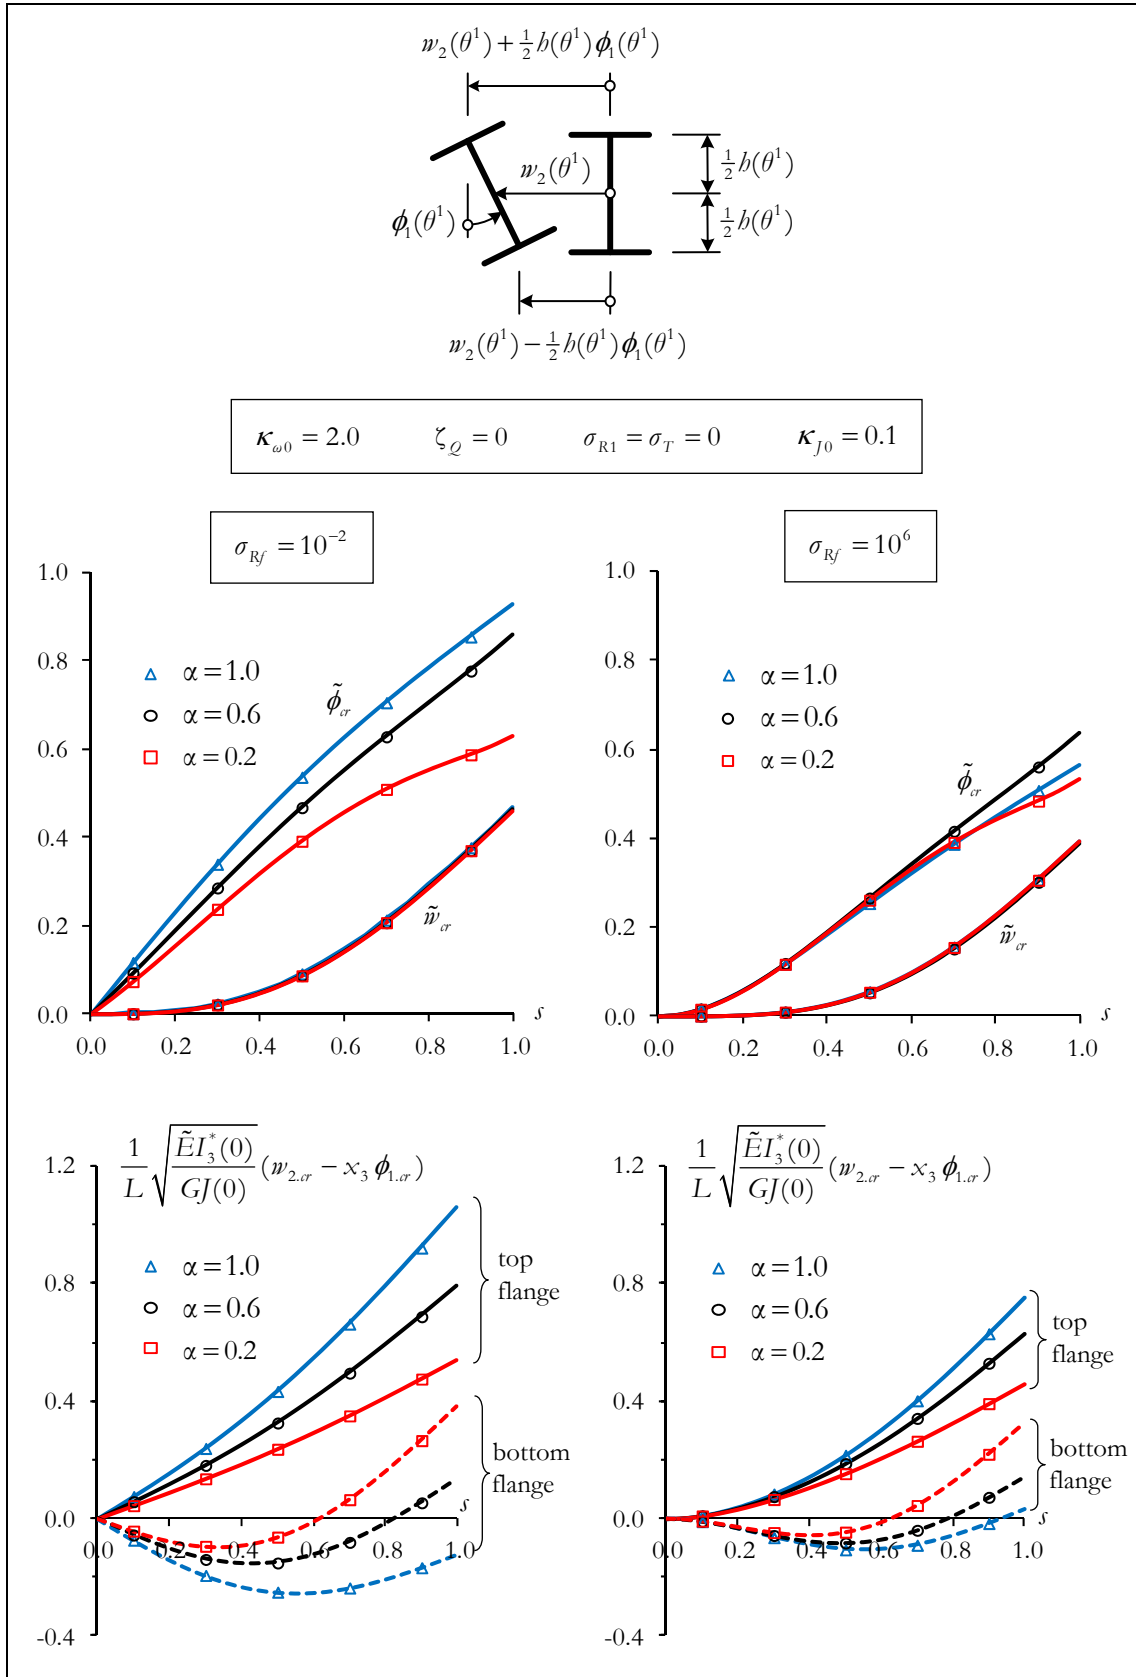 w₂(θ¹) + ½ h(θ¹) ϕ₁(θ¹)
w₂(θ¹)
½ h(θ¹)
ϕ₁(θ¹)
½ h(θ¹)
w₂(θ¹) − ½ h(θ¹) ϕ₁(θ¹)
κ_ω0 = 2.0 ζ_Q = 0 σ_R1 = σ_T = 0 κ_J0 = 0.1
σ_Rf = 10⁻²
1.0
0.8
0.6
0.4
0.2
0.0
α = 1.0
α = 0.6
α = 0.2
ϕ̃_cr
w̃_cr
s
0.0 0.2 0.4 0.6 0.8 1.0
σ_Rf = 10⁶
1.0
0.8
0.6
0.4
0.2
0.0
α = 1.0
α = 0.6
α = 0.2
ϕ̃_cr
w̃_cr
s
0.0 0.2 0.4 0.6 0.8 1.0
1/L √(ẼI₃*(0) / GJ(0)) (w₂.cr − x₃ ϕ₁.cr)
1.2
0.8
0.4
0.0
-0.4
α = 1.0
α = 0.6
α = 0.2
top
flange
bottom
flange
s
0.0 0.2 0.4 0.6 0.8 1.0
1/L √(ẼI₃*(0) / GJ(0)) (w₂.cr − x₃ ϕ₁.cr)
1.2
0.8
0.4
0.0
-0.4
α = 1.0
α = 0.6
α = 0.2
top
flange
bottom
flange
s
0.0 0.2 0.4 0.6 0.8 1.0